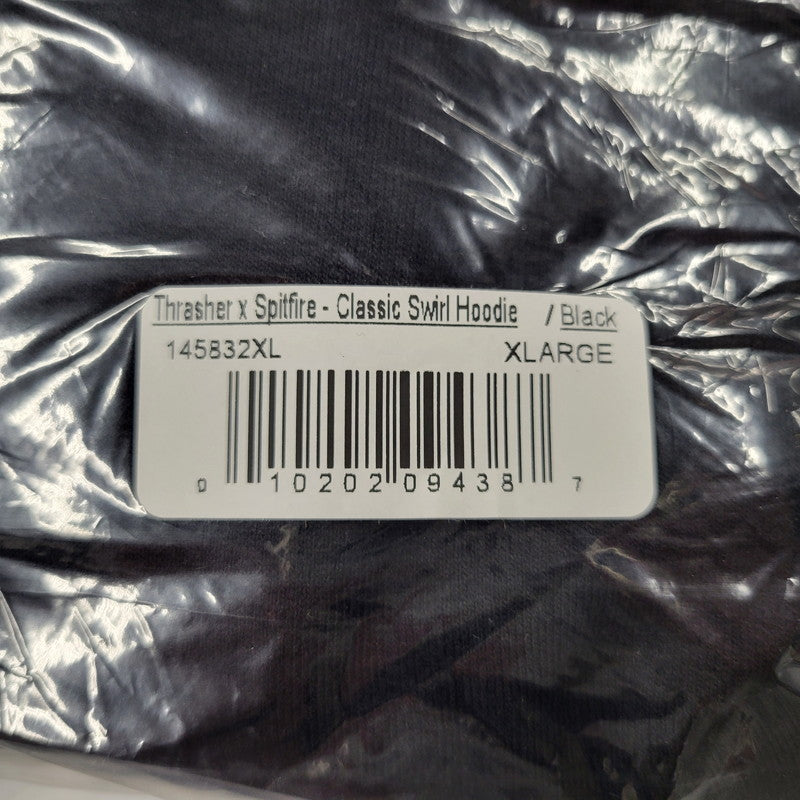 Thrasher x Spitfire - Classic Swirl Hoodie / Black
145832XL XLARGE
0 10202 09438 7